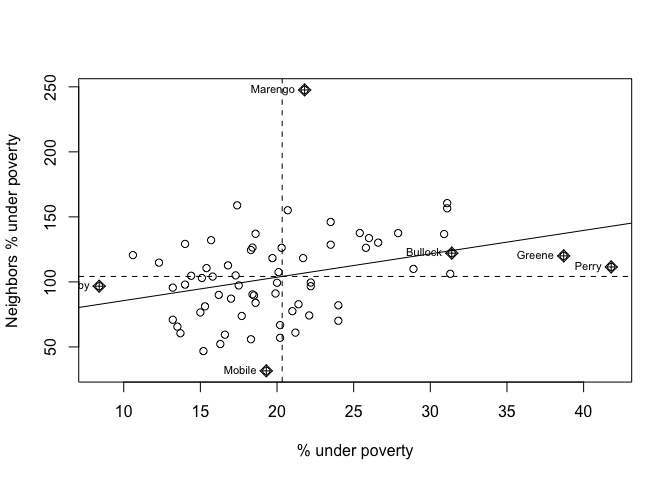 Neighbors % under poverty
250
200
150
100
50
Marengo
Bullock
Greene
Perry
by
Mobile
10 15 20 25 30 35 40
% under poverty